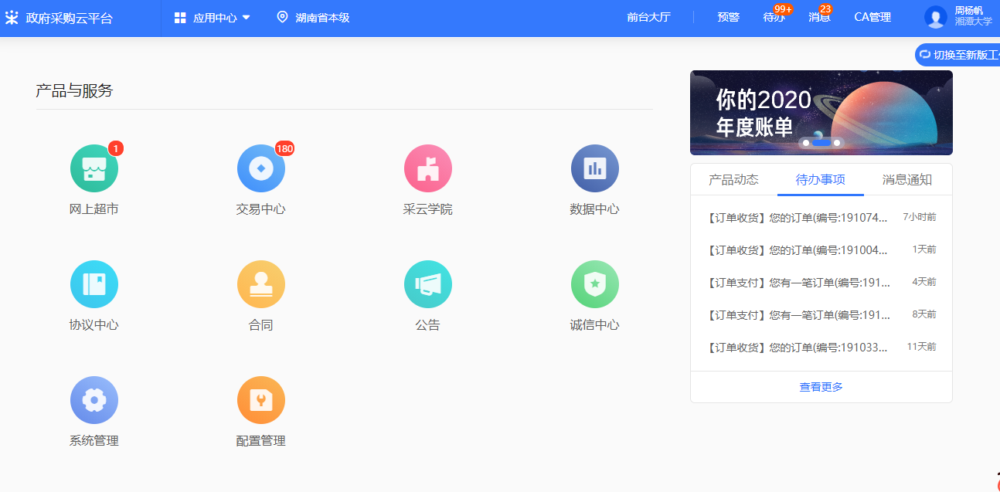 政府采购云平台 应用中心 湖南省本级 前台大厅 预警 待办 99+ 消息 23 CA管理 周杨帆
湘潭大学
切换至新版工
产品与服务
你的2020
年度账单
1
180
网上超市 交易中心 采云学院 数据中心
协议中心 合同 公告 诚信中心
系统管理 配置管理
产品动态 待办事项 消息通知
【订单收货】您的订单(编号:191074... 7小时前
【订单收货】您的订单(编号:191004... 1天前
【订单支付】您有一笔订单(编号:191... 4天前
【订单支付】您有一笔订单(编号:191... 8天前
【订单收货】您的订单(编号:191033... 11天前
查看更多